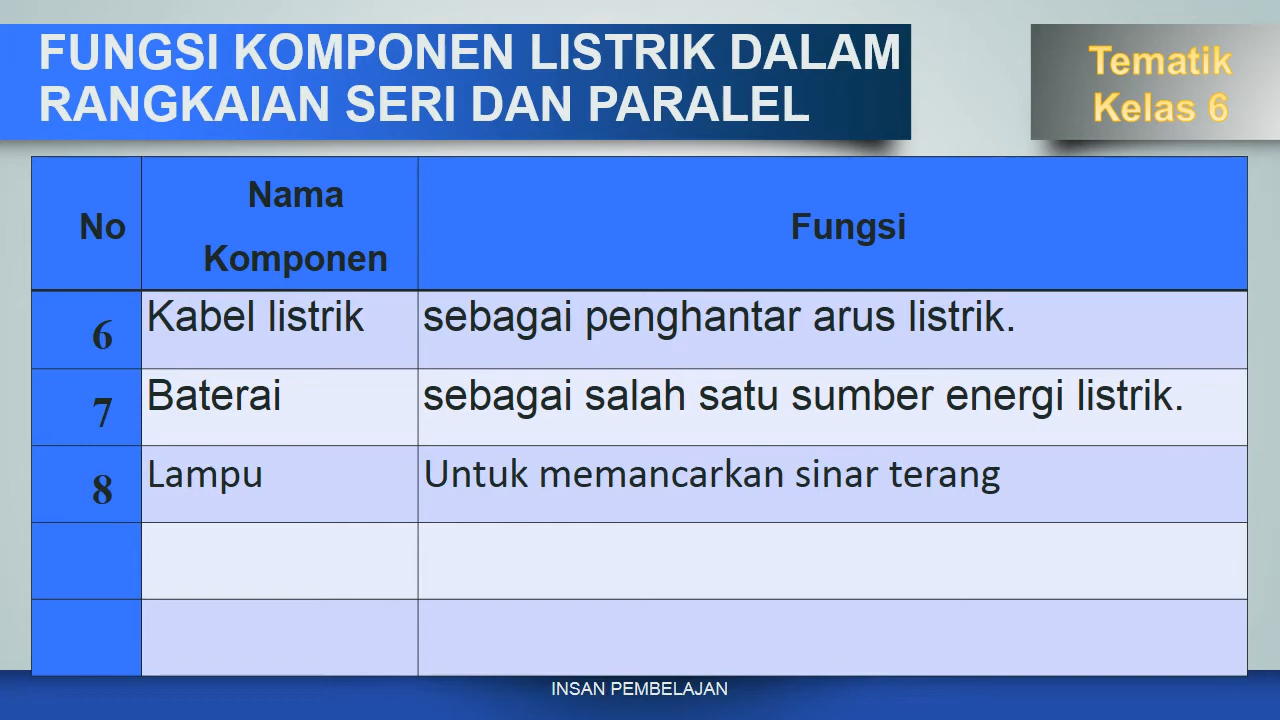 FUNGSI KOMPONEN LISTRIK DALAM
RANGKAIAN SERI DAN PARALEL
Tematik
Kelas 6
No
Nama
Komponen
Fungsi
6
Kabel listrik
sebagai penghantar arus listrik.
7
Baterai
sebagai salah satu sumber energi listrik.
8
Lampu
Untuk memancarkan sinar terang
INSAN PEMBELAJAN